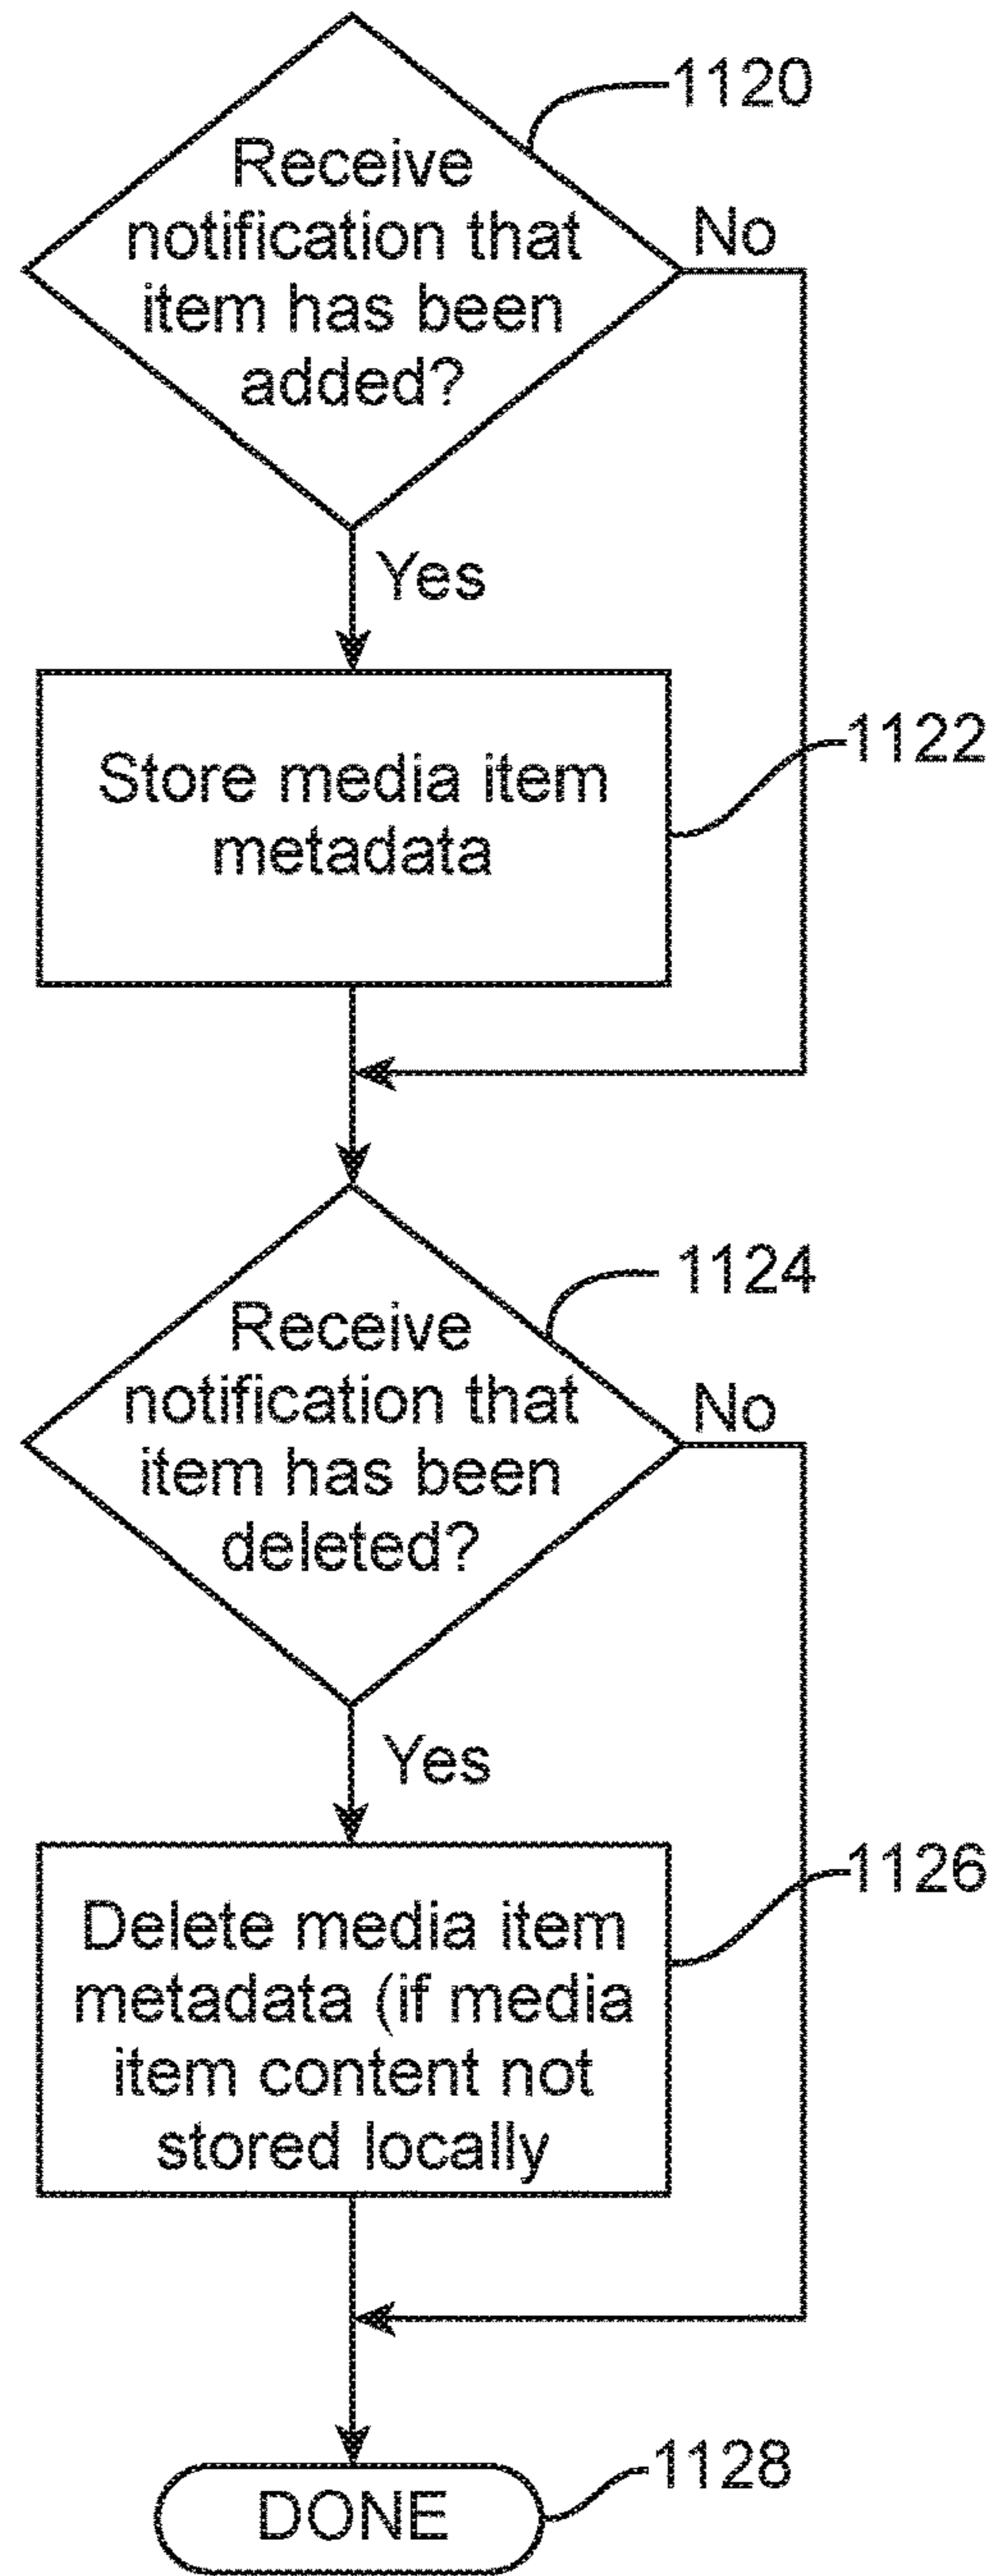 1120
Receive
notification that
item has been
added?
No
Yes
1122
Store media item
metadata
1124
Receive
notification that
item has been
deleted?
No
Yes
1126
Delete media item
metadata (if media
item content not
stored locally
1128
DONE